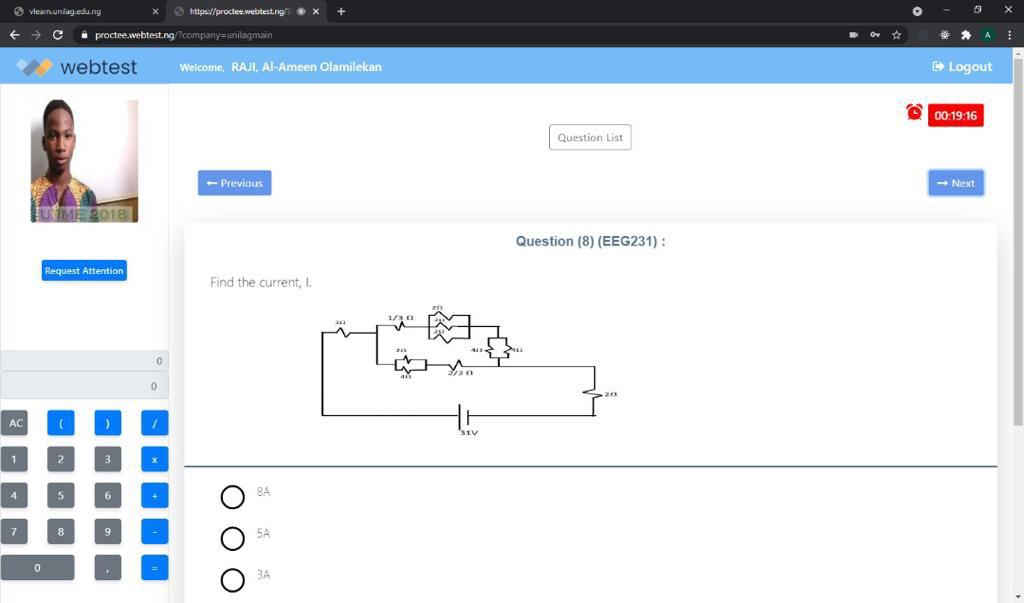 vlearn.unilag.edu.ng
https://proctee.webtest.ng/
proctee.webtest.ng/?company=unilagmain
A
webtest
Welcome, RAJI, Al-Ameen Olamilekan
Logout
00:19:16
Question List
← Previous
→ Next
UTME 2018
Request Attention
Question (8) (EEG231) :
Find the current, I.
2Ω
3Ω
1/3 Ω
2Ω
2Ω
4Ω
4Ω
2Ω
4Ω
2/3 Ω
2Ω
31V
0
0
AC ( ) /
1 2 3 x
4 5 6 +
7 8 9 -
0 , =
8A
5A
3A